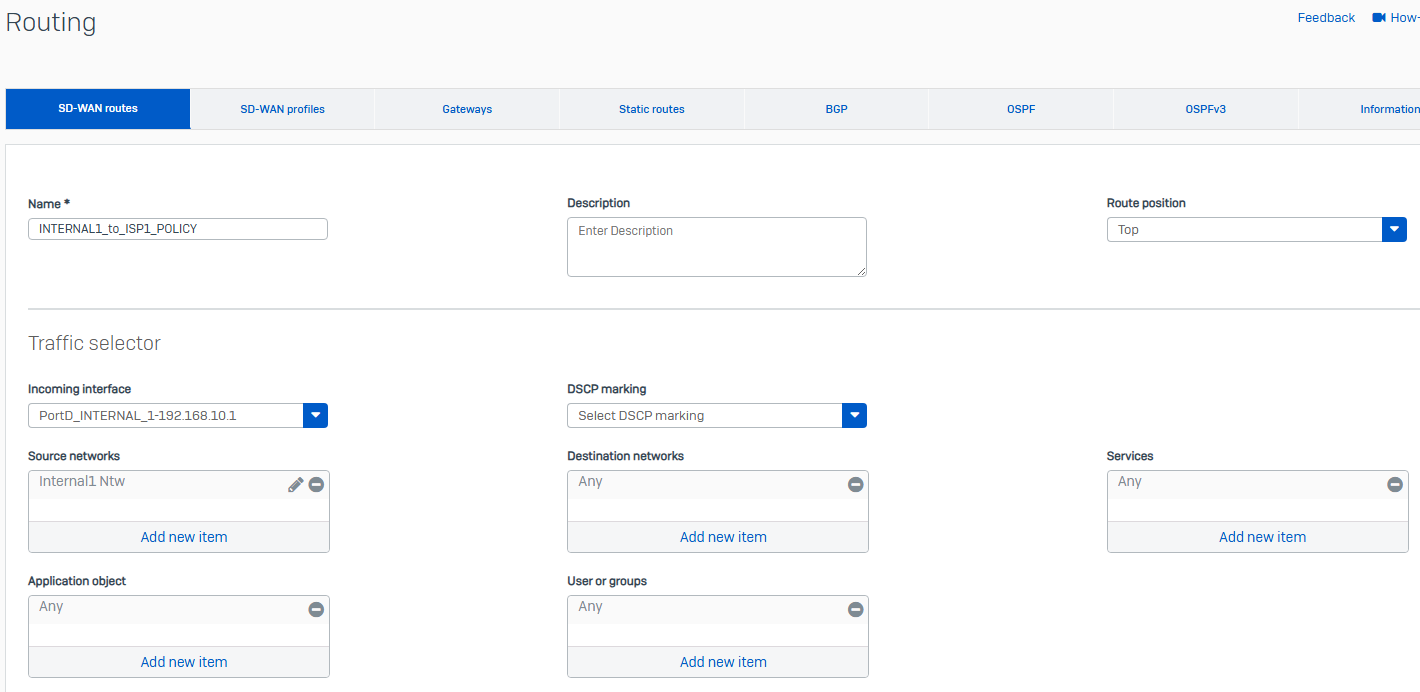 Routing
Feedback How-
SD-WAN routes SD-WAN profiles Gateways Static routes BGP OSPF OSPFv3 Information
Name * Description Route position
INTERNAL1_to_ISP1_POLICY Enter Description Top
Traffic selector
Incoming interface DSCP marking
PortD_INTERNAL_1-192.168.10.1 Select DSCP marking
Source networks Destination networks Services
Internal1 Ntw Any Any
Add new item Add new item Add new item
Application object User or groups
Any Any
Add new item Add new item